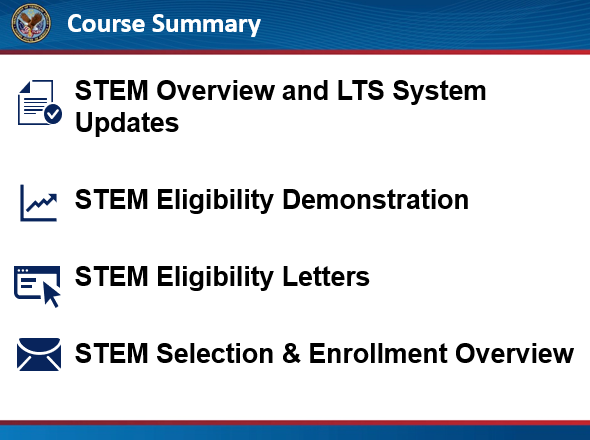 Course Summary
STEM Overview and LTS System
Updates
STEM Eligibility Demonstration
STEM Eligibility Letters
STEM Selection & Enrollment Overview